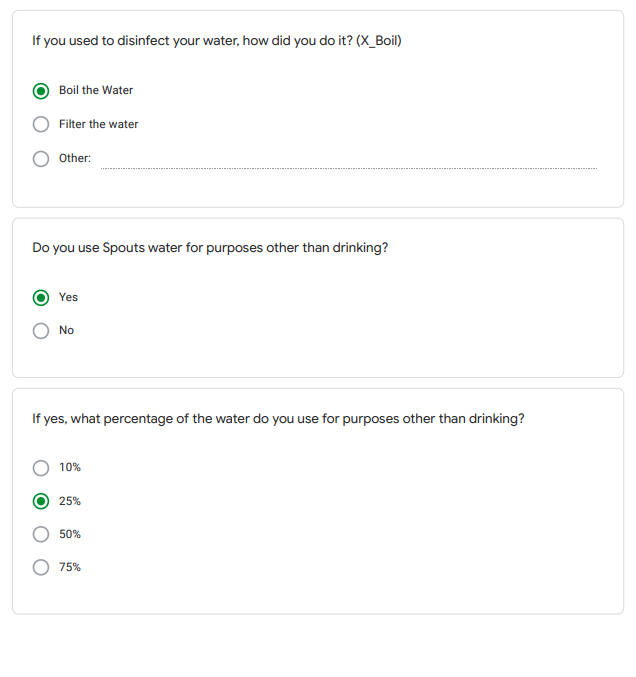 If you used to disinfect your water, how did you do it? (X_Boil)
Boil the Water
Filter the water
Other:
Do you use Spouts water for purposes other than drinking?
Yes
No
If yes, what percentage of the water do you use for purposes other than drinking?
10%
25%
50%
75%